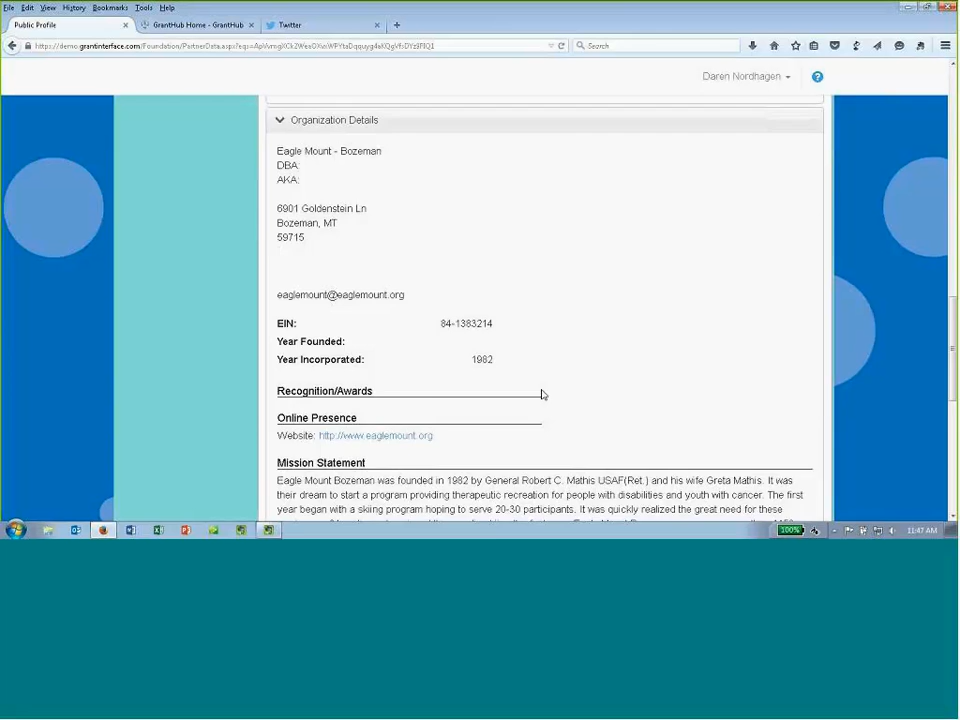 File Edit View History Bookmarks Tools Help
Public Profile × GrantHub Home - GrantHub × Twitter × +
Search
Daren Nordhagen
Organization Details
Eagle Mount - Bozeman
DBA:
AKA:
6901 Goldenstein Ln
Bozeman, MT
59715
eaglemount@eaglemount.org
EIN: 84-1383214
Year Founded:
Year Incorporated: 1982
Recognition/Awards
Online Presence
Website: http://www.eaglemount.org
Mission Statement
Eagle Mount Bozeman was founded in 1982 by General Robert C. Mathis USAF(Ret.) and his wife Greta Mathis. It was
their dream to start a program providing therapeutic recreation for people with disabilities and youth with cancer. The first
year began with a skiing program hoping to serve 20-30 participants. It was quickly realized the great need for these
100% 11:47 AM